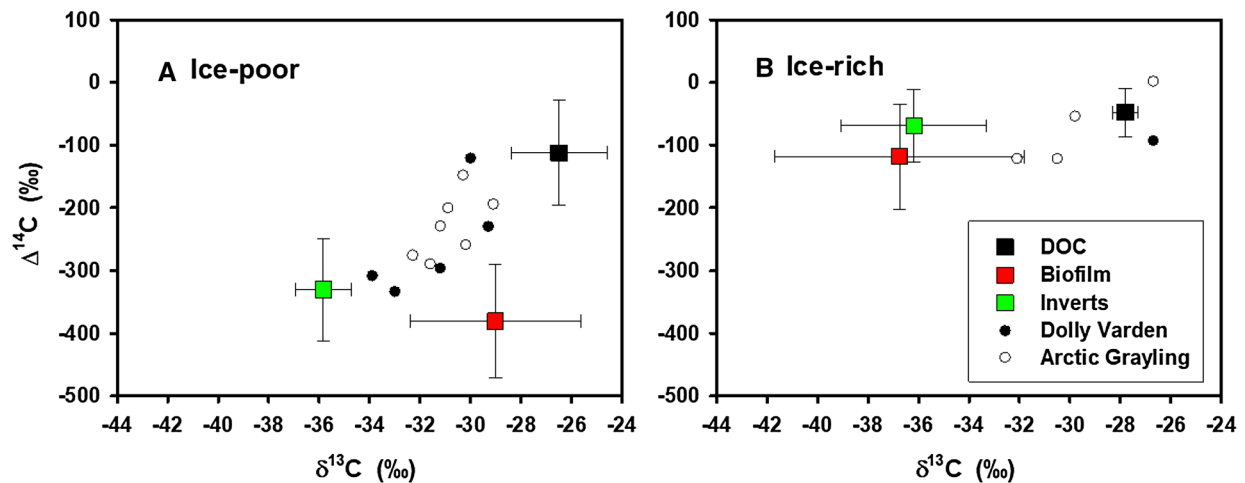 A Ice-poor
100
0
-100
-200
-300
-400
-500
Δ14C (‰)
-44 -42 -40 -38 -36 -34 -32 -30 -28 -26 -24
δ13C (‰)
B Ice-rich
100
0
-100
-200
-300
-400
-500
DOC
Biofilm
Inverts
Dolly Varden
Arctic Grayling
-44 -42 -40 -38 -36 -34 -32 -30 -28 -26 -24
δ13C (‰)